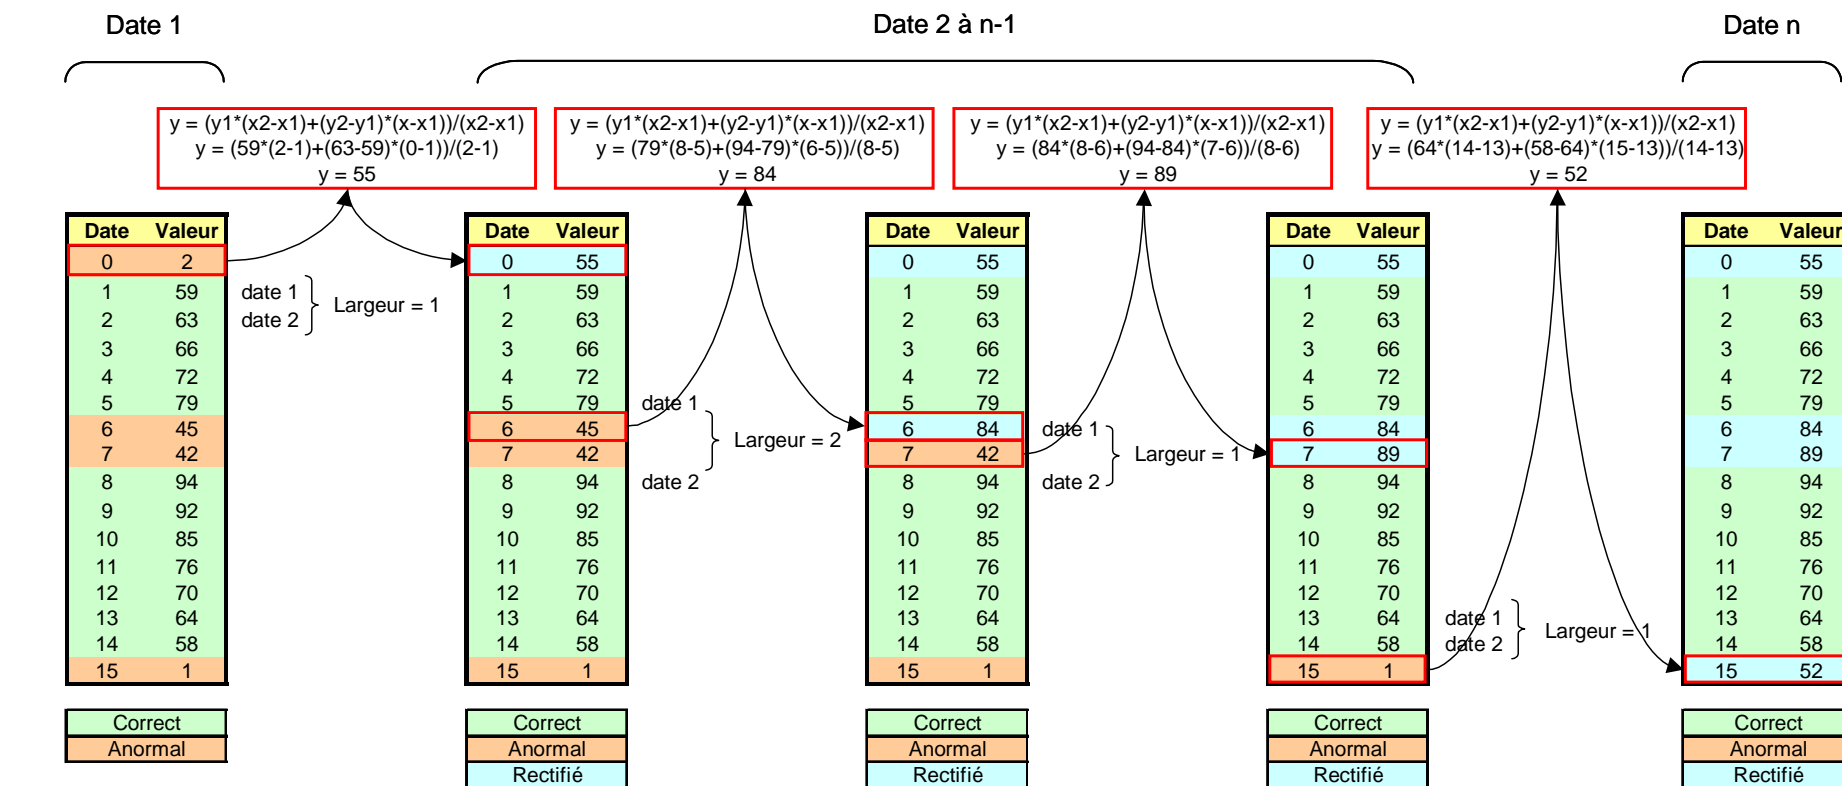 Date 1
Date 2 à n-1
Date n
y = (y1*(x2-x1)+(y2-y1)*(x-x1))/(x2-x1)
y = (59*(2-1)+(63-59)*(0-1))/(2-1)
y = 55
y = (y1*(x2-x1)+(y2-y1)*(x-x1))/(x2-x1)
y = (79*(8-5)+(94-79)*(6-5))/(8-5)
y = 84
y = (y1*(x2-x1)+(y2-y1)*(x-x1))/(x2-x1)
y = (84*(8-6)+(94-84)*(7-6))/(8-6)
y = 89
y = (y1*(x2-x1)+(y2-y1)*(x-x1))/(x2-x1)
y = (64*(14-13)+(58-64)*(15-13))/(14-13)
y = 52
Date Valeur
0 2
1 59
2 63
3 66
4 72
5 79
6 45
7 42
8 94
9 92
10 85
11 76
12 70
13 64
14 58
15 1
Correct
Anormal
date 1
date 2
Largeur = 1
Date Valeur
0 55
1 59
2 63
3 66
4 72
5 79
6 45
7 42
8 94
9 92
10 85
11 76
12 70
13 64
14 58
15 1
Correct
Anormal
Rectifié
date 1
Largeur = 2
date 2
Date Valeur
0 55
1 59
2 63
3 66
4 72
5 79
6 84
7 42
8 94
9 92
10 85
11 76
12 70
13 64
14 58
15 1
Correct
Anormal
Rectifié
date 1
Largeur = 1
date 2
Date Valeur
0 55
1 59
2 63
3 66
4 72
5 79
6 84
7 89
8 94
9 92
10 85
11 76
12 70
13 64
14 58
15 1
Correct
Anormal
Rectifié
date 1
date 2
Largeur = 1
Date Valeur
0 55
1 59
2 63
3 66
4 72
5 79
6 84
7 89
8 94
9 92
10 85
11 76
12 70
13 64
14 58
15 52
Correct
Anormal
Rectifié